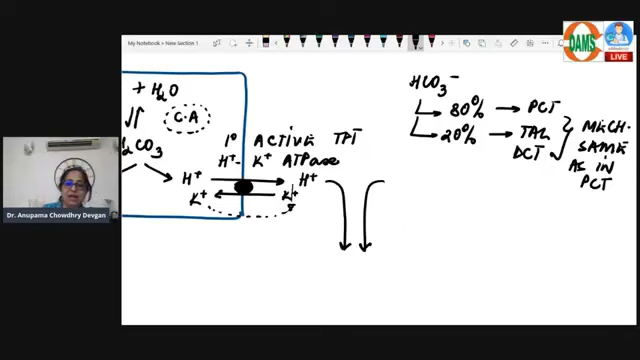 My Notebook > New Section 1
OAMS
LIVE
+ H2O
C.A
2CO3
H+
K+
1° ACTIVE TPT
H+- K+ ATPase
H+
K+
HCO3-
80% → PCT
20% → TAL
DCT
MECH.
SAME
AS IN
PCT
Dr. Anupama Chowdhry Devgan